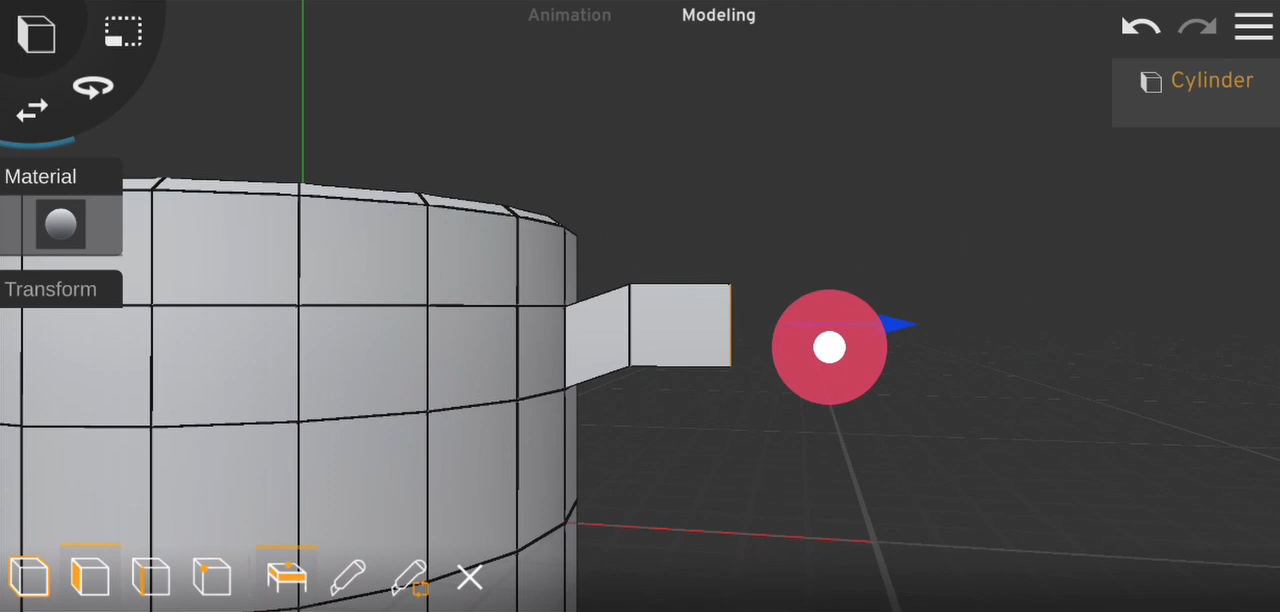 Animation
Modeling
Cylinder
Material
Transform